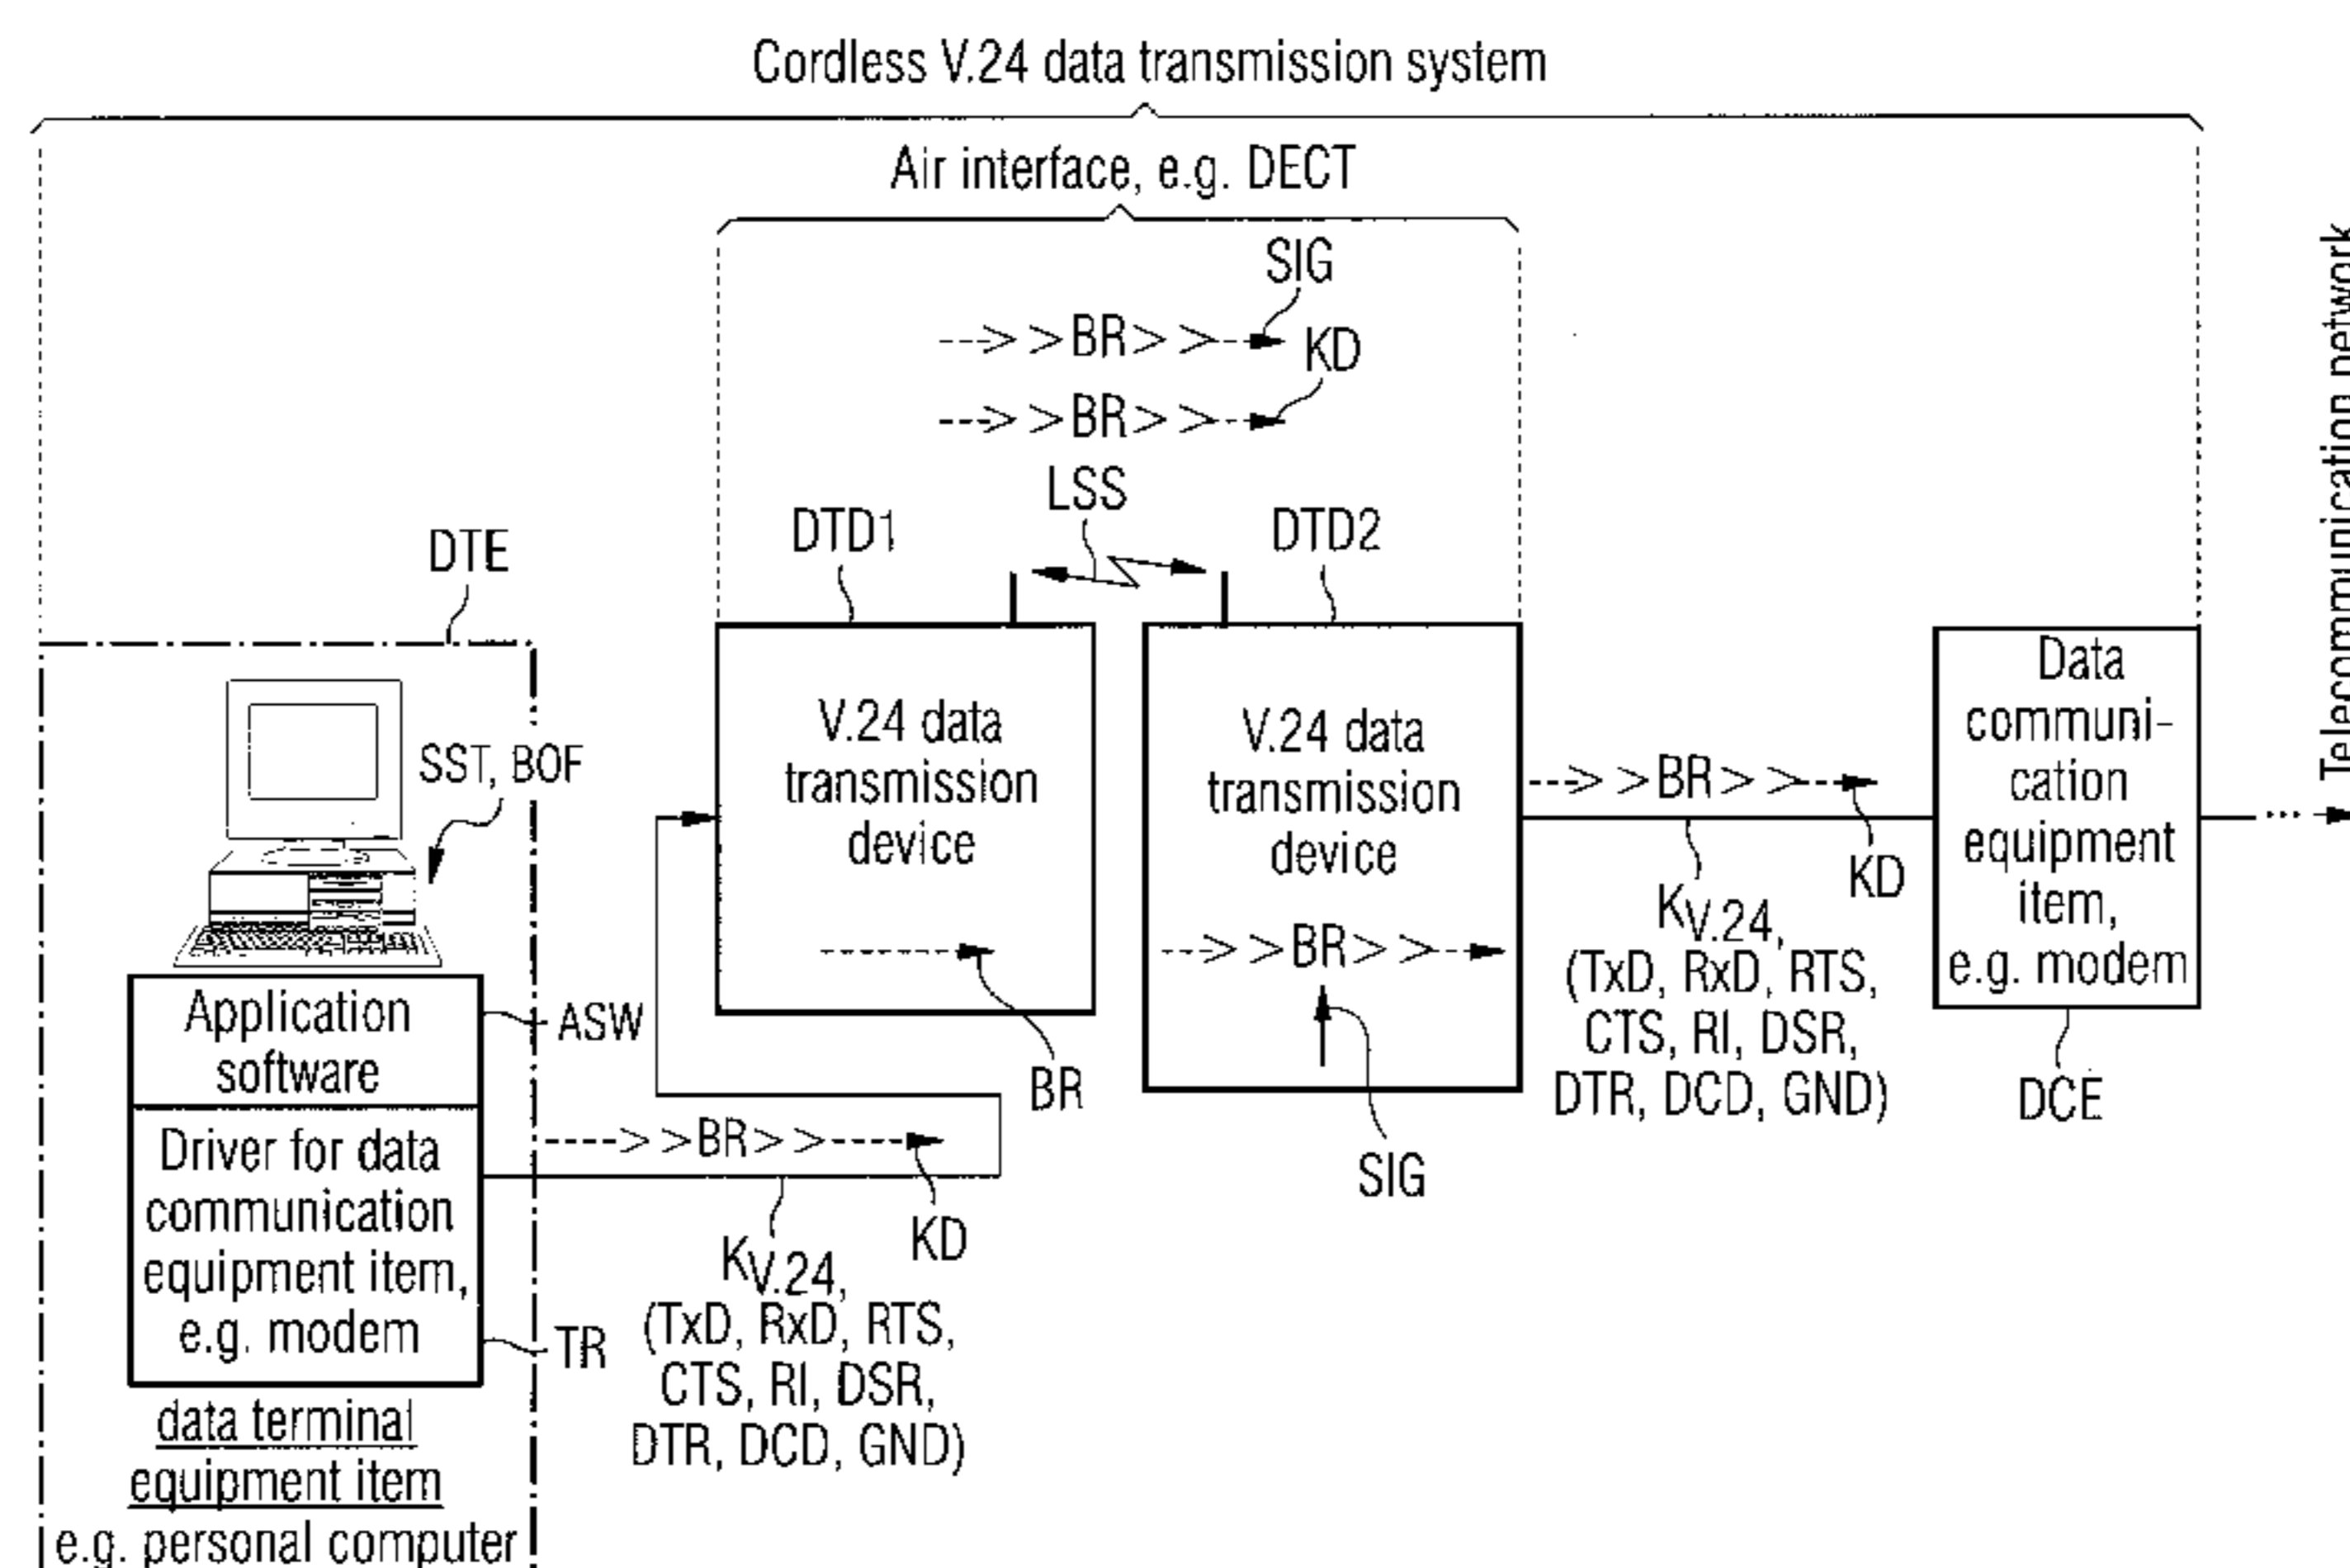 Cordless V.24 data transmission system
Air interface, e.g. DECT
SIG
-->>BR>>-->
KD
-->>BR>>-->
LSS
DTD1
DTD2
DTE
V.24 data
transmission
device
BR
V.24 data
transmission
device
-->>BR>>-->
SIG
SST, BOF
Application
software
ASW
Driver for data
communication
equipment item,
e.g. modem
TR
data terminal
equipment item
e.g. personal computer
---->>BR>>---->
KD
KV.24,
(TxD, RxD, RTS,
CTS, RI, DSR,
DTR, DCD, GND)
-->>BR>>-->
KD
KV.24,
(TxD, RxD, RTS,
CTS, RI, DSR,
DTR, DCD, GND)
Data
communi-
cation
equipment
item,
e.g. modem
DCE
...
Telecommunication network